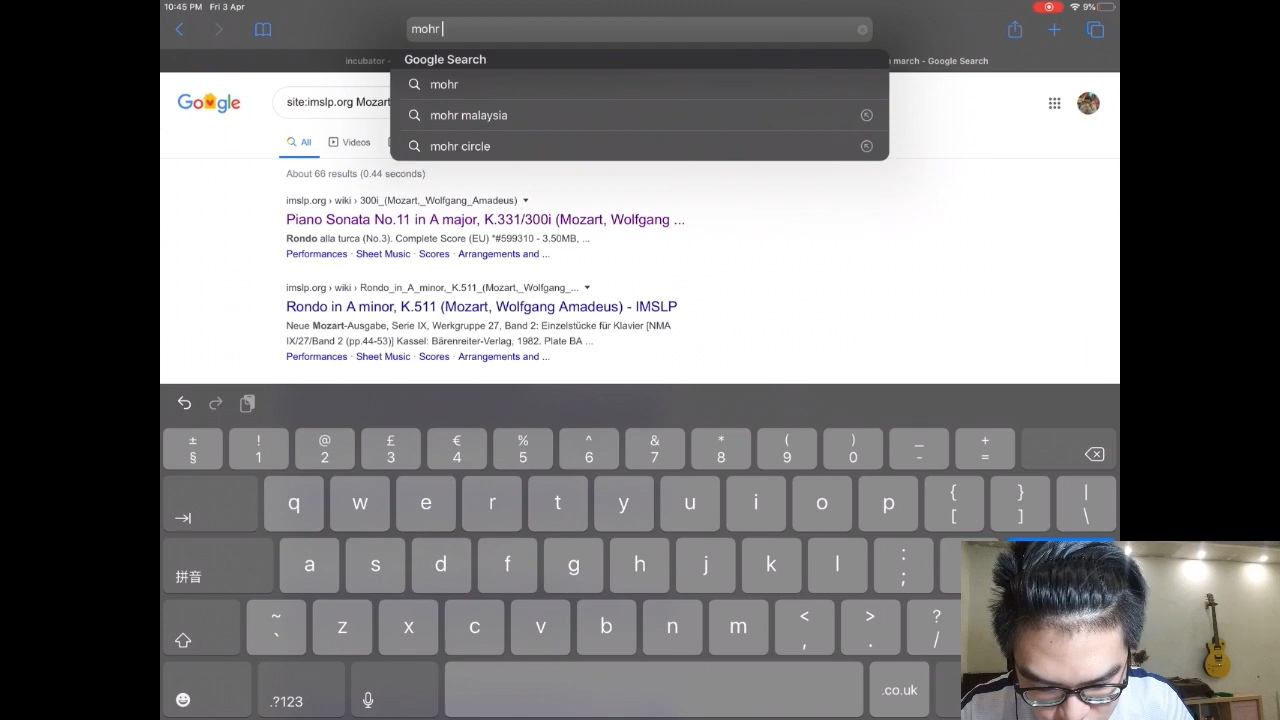 10:45 PM Fri 3 Apr
9%
mohr
incubator -
march - Google Search
Google Search
mohr
mohr malaysia
mohr circle
Google
site:imslp.org Mozart
All
Videos
About 66 results (0.44 seconds)
imslp.org › wiki › 300i_(Mozart,_Wolfgang_Amadeus)
Piano Sonata No.11 in A major, K.331/300i (Mozart, Wolfgang ...
Rondo alla turca (No.3). Complete Score (EU) *#599310 - 3.50MB, ...
Performances · Sheet Music · Scores · Arrangements and ...
imslp.org › wiki › Rondo_in_A_minor,_K.511_(Mozart,_Wolfgang_...
Rondo in A minor, K.511 (Mozart, Wolfgang Amadeus) - IMSLP
Neue Mozart-Ausgabe, Serie IX, Werkgruppe 27, Band 2: Einzelstücke für Klavier [NMA
IX/27/Band 2 (pp.44-53)] Kassel: Bärenreiter-Verlag, 1982. Plate BA ...
Performances · Sheet Music · Scores · Arrangements and ...
± ! @ £ € % ^ & * ( ) _ +
§ 1 2 3 4 5 6 7 8 9 0 - =
q w e r t y u i o p { } |
[ ] \
拼音 a s d f g h j k l : ;
~ ` z x c v b n m < , > . ? /
.?123 .co.uk